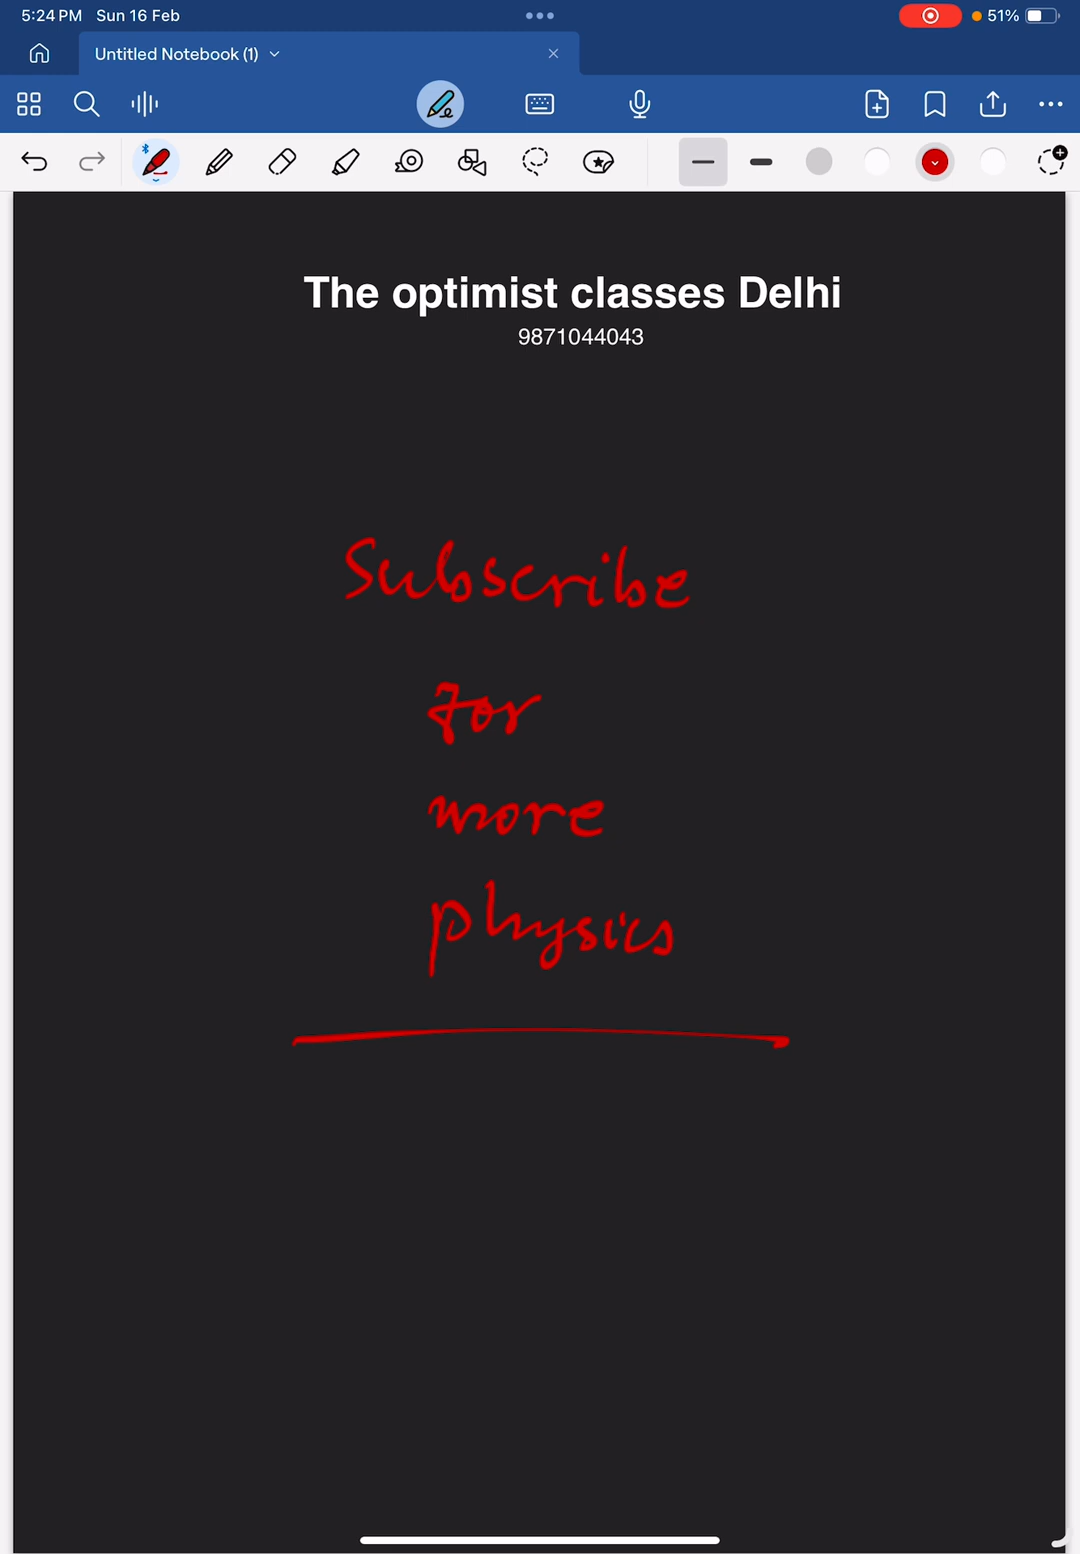 5:24 PM Sun 16 Feb
51%
Untitled Notebook (1)
The optimist classes Delhi
9871044043
Subscribe
for
more
physics